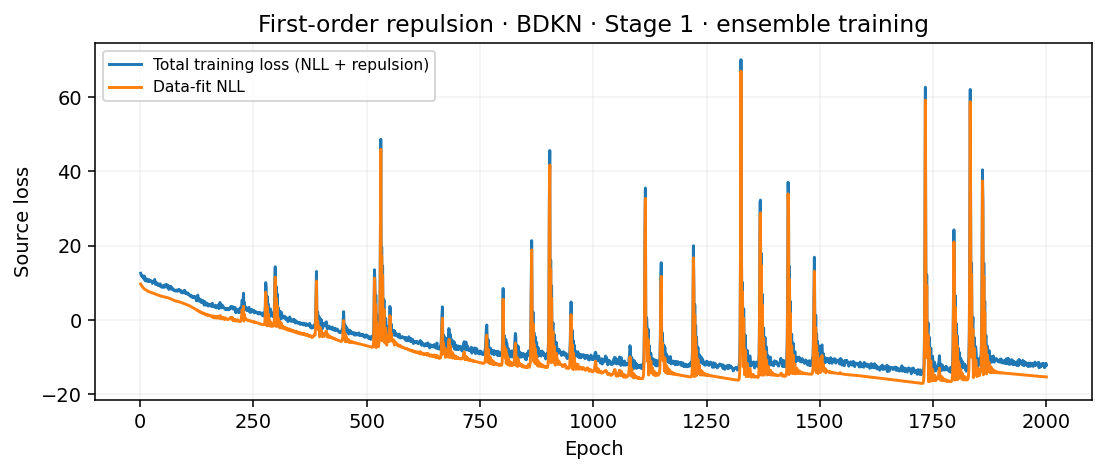 First-order repulsion · BDKN · Stage 1 · ensemble training
Total training loss (NLL + repulsion)
Data-fit NLL
Source loss
60
40
20
0
−20
0 250 500 750 1000 1250 1500 1750 2000
Epoch